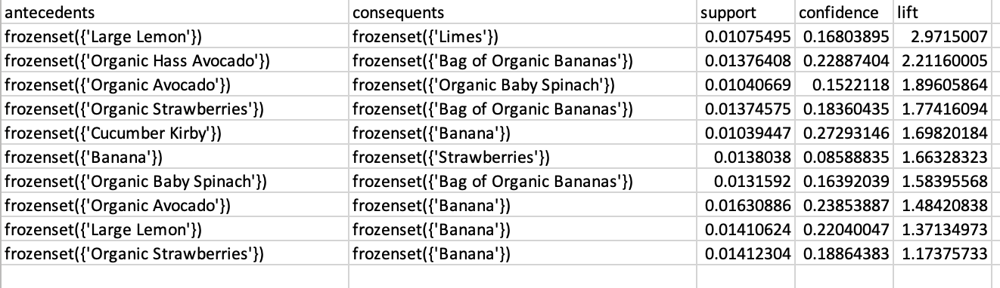 antecedents consequents support confidence lift
frozenset({'Large Lemon'}) frozenset({'Limes'}) 0.01075495 0.16803895 2.9715007
frozenset({'Organic Hass Avocado'}) frozenset({'Bag of Organic Bananas'}) 0.01376408 0.22887404 2.21160005
frozenset({'Organic Avocado'}) frozenset({'Organic Baby Spinach'}) 0.01040669 0.1522118 1.89605864
frozenset({'Organic Strawberries'}) frozenset({'Bag of Organic Bananas'}) 0.01374575 0.18360435 1.77416094
frozenset({'Cucumber Kirby'}) frozenset({'Banana'}) 0.01039447 0.27293146 1.69820184
frozenset({'Banana'}) frozenset({'Strawberries'}) 0.0138038 0.08588835 1.66328323
frozenset({'Organic Baby Spinach'}) frozenset({'Bag of Organic Bananas'}) 0.0131592 0.16392039 1.58395568
frozenset({'Organic Avocado'}) frozenset({'Banana'}) 0.01630886 0.23853887 1.48420838
frozenset({'Large Lemon'}) frozenset({'Banana'}) 0.01410624 0.22040047 1.37134973
frozenset({'Organic Strawberries'}) frozenset({'Banana'}) 0.01412304 0.18864383 1.17375733